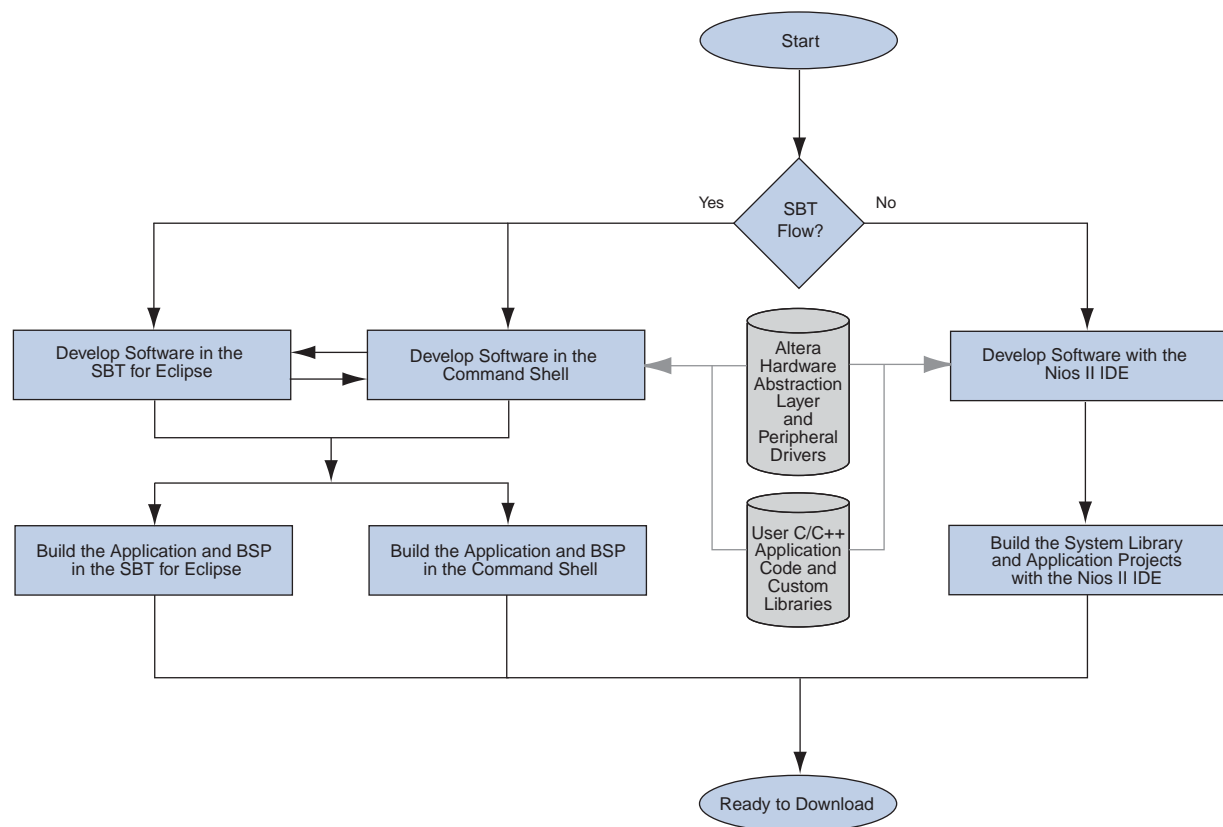 Start
Yes
SBT
Flow?
No
Develop Software in the
SBT for Eclipse
Develop Software in the
Command Shell
Altera
Hardware
Abstraction
Layer
and
Peripheral
Drivers
Develop Software with the
Nios II IDE
Build the Application and BSP
in the SBT for Eclipse
Build the Application and BSP
in the Command Shell
User C/C++
Application
Code and
Custom
Libraries
Build the System Library
and Application Projects
with the Nios II IDE
Ready to Download